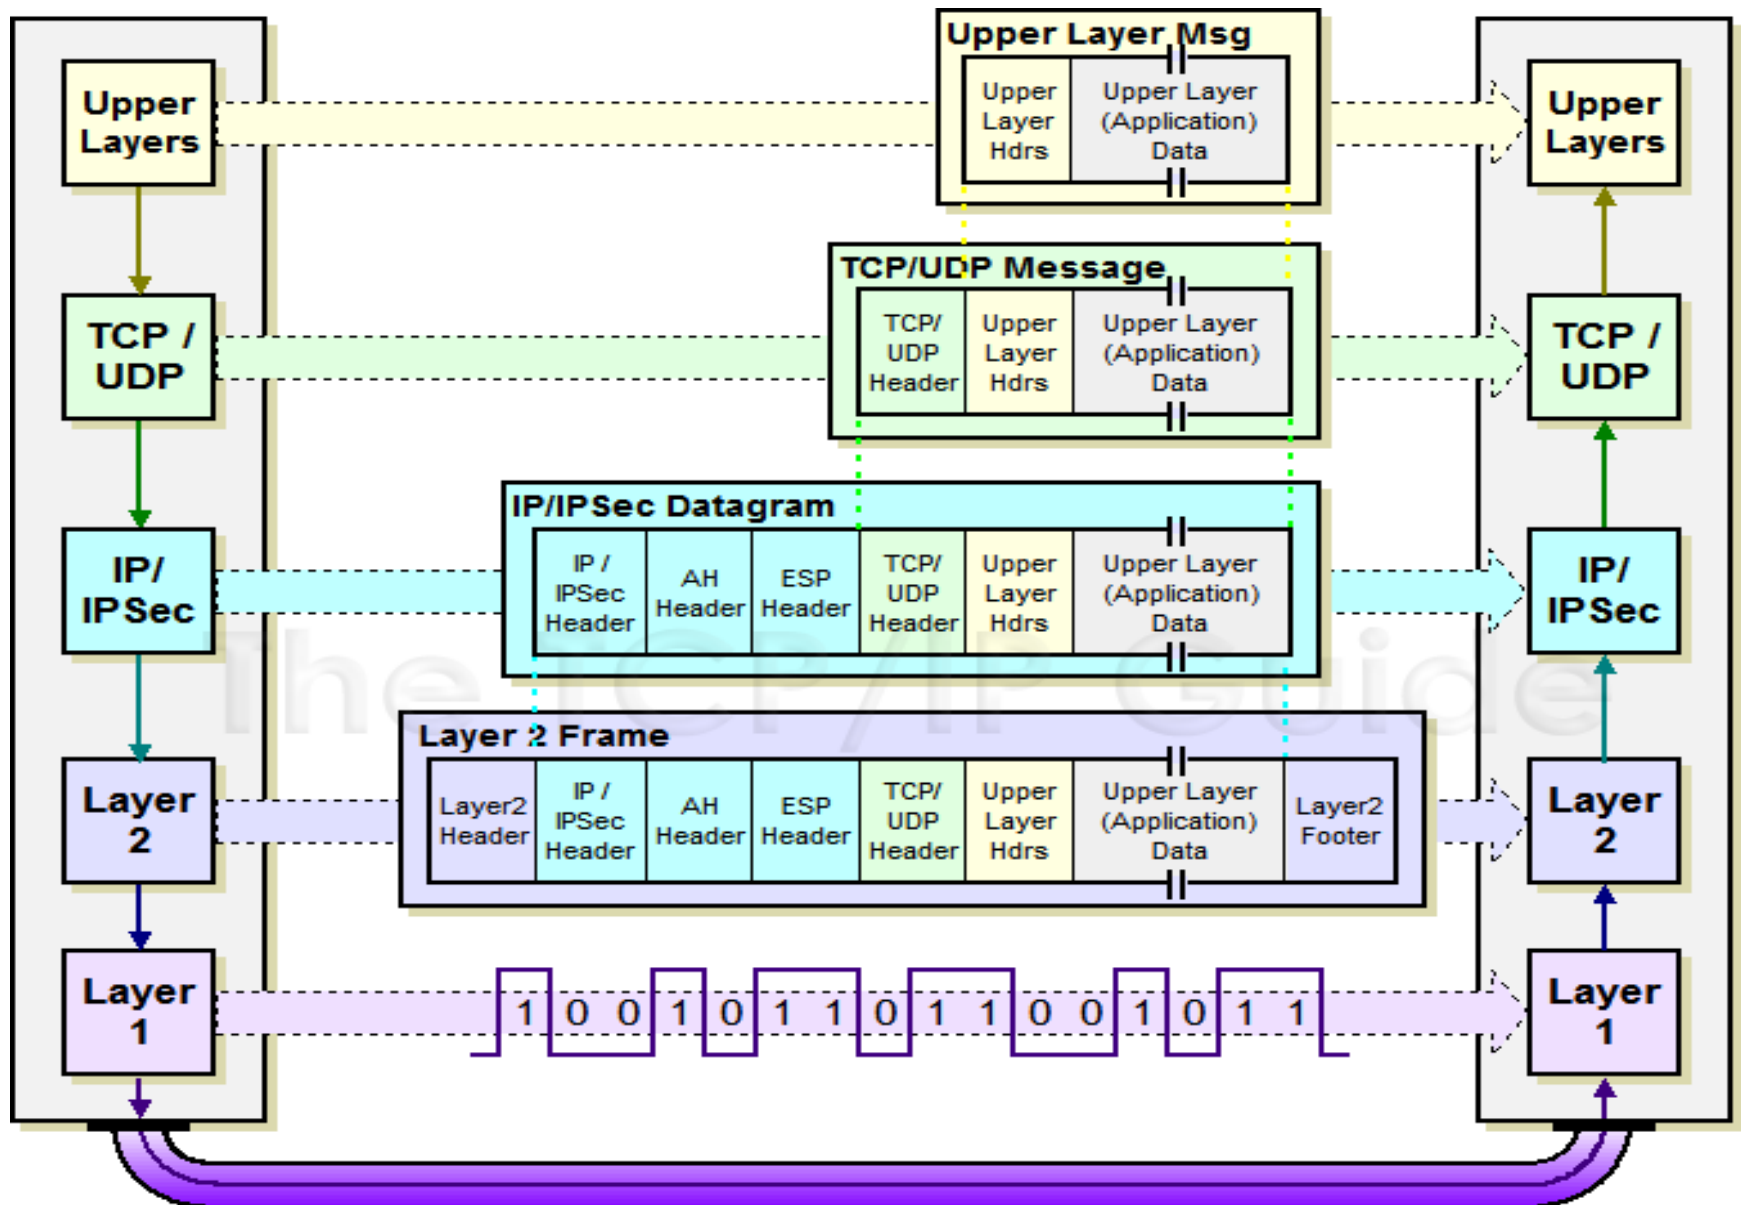 Upper Layer Msg
Upper
Layers
Upper
Layer
Hdrs
Upper Layer
(Application)
Data
Upper
Layers
TCP/UDP Message
TCP /
UDP
TCP/
UDP
Header
Upper
Layer
Hdrs
Upper Layer
(Application)
Data
TCP /
UDP
IP/IPSec Datagram
IP/
IPSec
IP /
IPSec
Header
AH
Header
ESP
Header
TCP/
UDP
Header
Upper
Layer
Hdrs
Upper Layer
(Application)
Data
IP/
IPSec
The TCP/IP Guide
Layer 2 Frame
Layer
2
Layer2
Header
IP /
IPSec
Header
AH
Header
ESP
Header
TCP/
UDP
Header
Upper
Layer
Hdrs
Upper Layer
(Application)
Data
Layer2
Footer
Layer
2
Layer
1
1 0 0 1 0 1 1 0 1 1 0 0 1 0 1 1
Layer
1